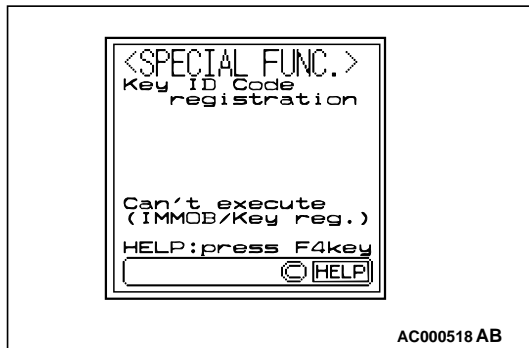 <SPECIAL FUNC.>
Key ID Code
registration
Can't execute
(IMMOB/Key reg.)
HELP:press F4key
Ⓒ HELP
AC000518 AB